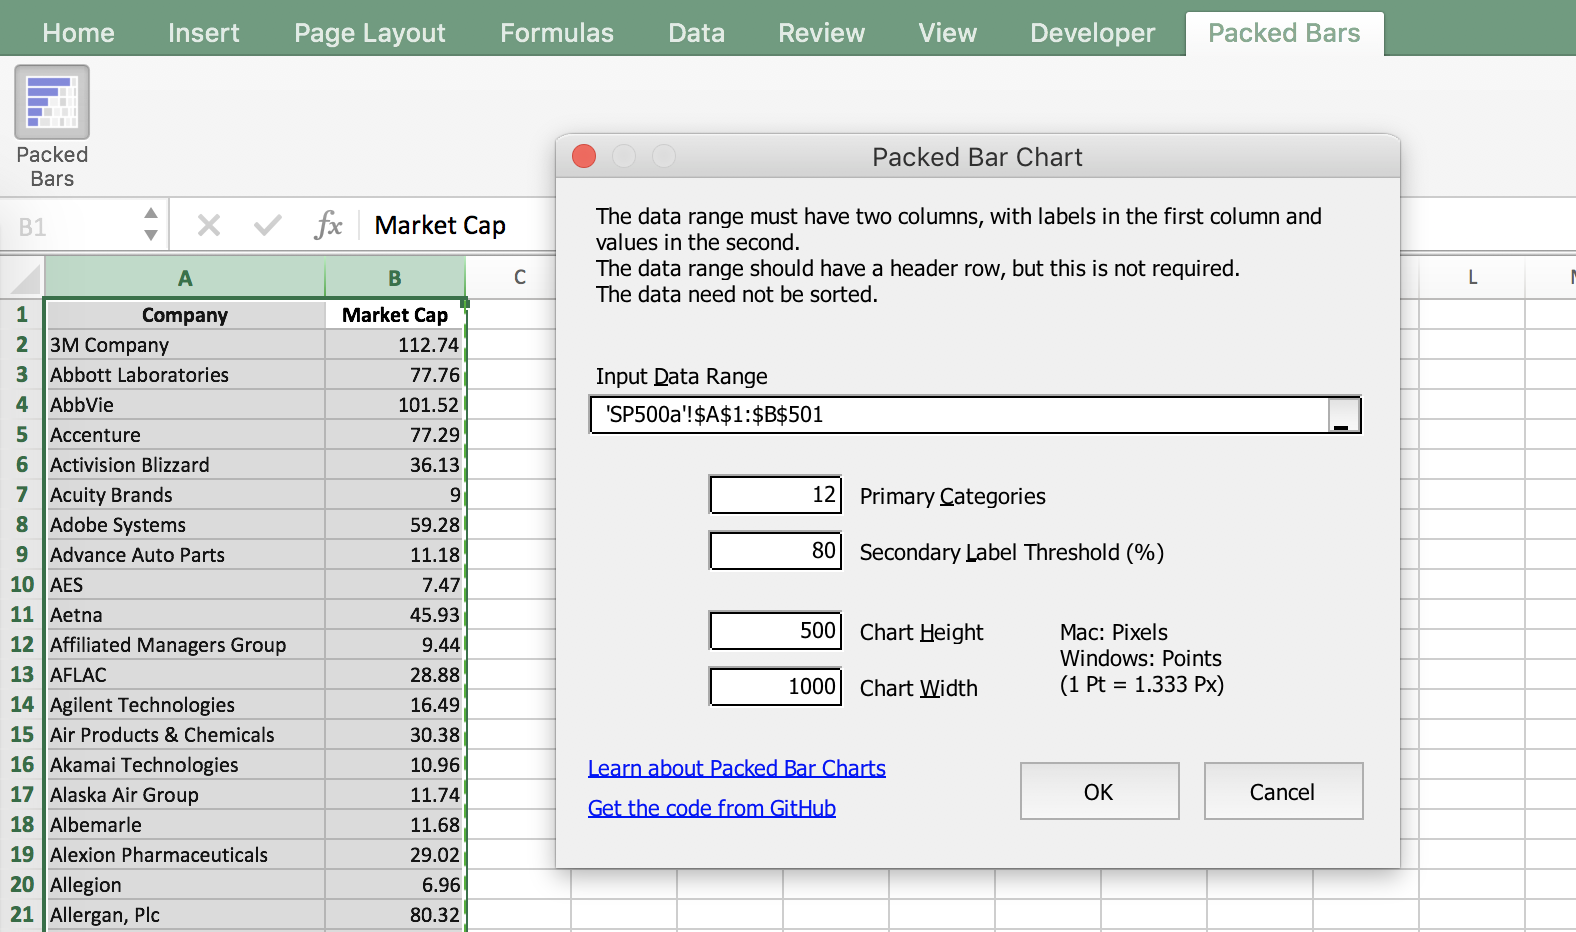 Home Insert Page Layout Formulas Data Review View Developer Packed Bars
Packed
Bars
B1 fx Market Cap
A B C L
1 Company Market Cap
2 3M Company 112.74
3 Abbott Laboratories 77.76
4 AbbVie 101.52
5 Accenture 77.29
6 Activision Blizzard 36.13
7 Acuity Brands 9
8 Adobe Systems 59.28
9 Advance Auto Parts 11.18
10 AES 7.47
11 Aetna 45.93
12 Affiliated Managers Group 9.44
13 AFLAC 28.88
14 Agilent Technologies 16.49
15 Air Products & Chemicals 30.38
16 Akamai Technologies 10.96
17 Alaska Air Group 11.74
18 Albemarle 11.68
19 Alexion Pharmaceuticals 29.02
20 Allegion 6.96
21 Allergan, Plc 80.32
Packed Bar Chart
The data range must have two columns, with labels in the first column and
values in the second.
The data range should have a header row, but this is not required.
The data need not be sorted.
Input Data Range
'SP500a'!$A$1:$B$501
12 Primary Categories
80 Secondary Label Threshold (%)
500 Chart Height
1000 Chart Width
Mac: Pixels
Windows: Points
(1 Pt = 1.333 Px)
Learn about Packed Bar Charts
Get the code from GitHub
OK Cancel